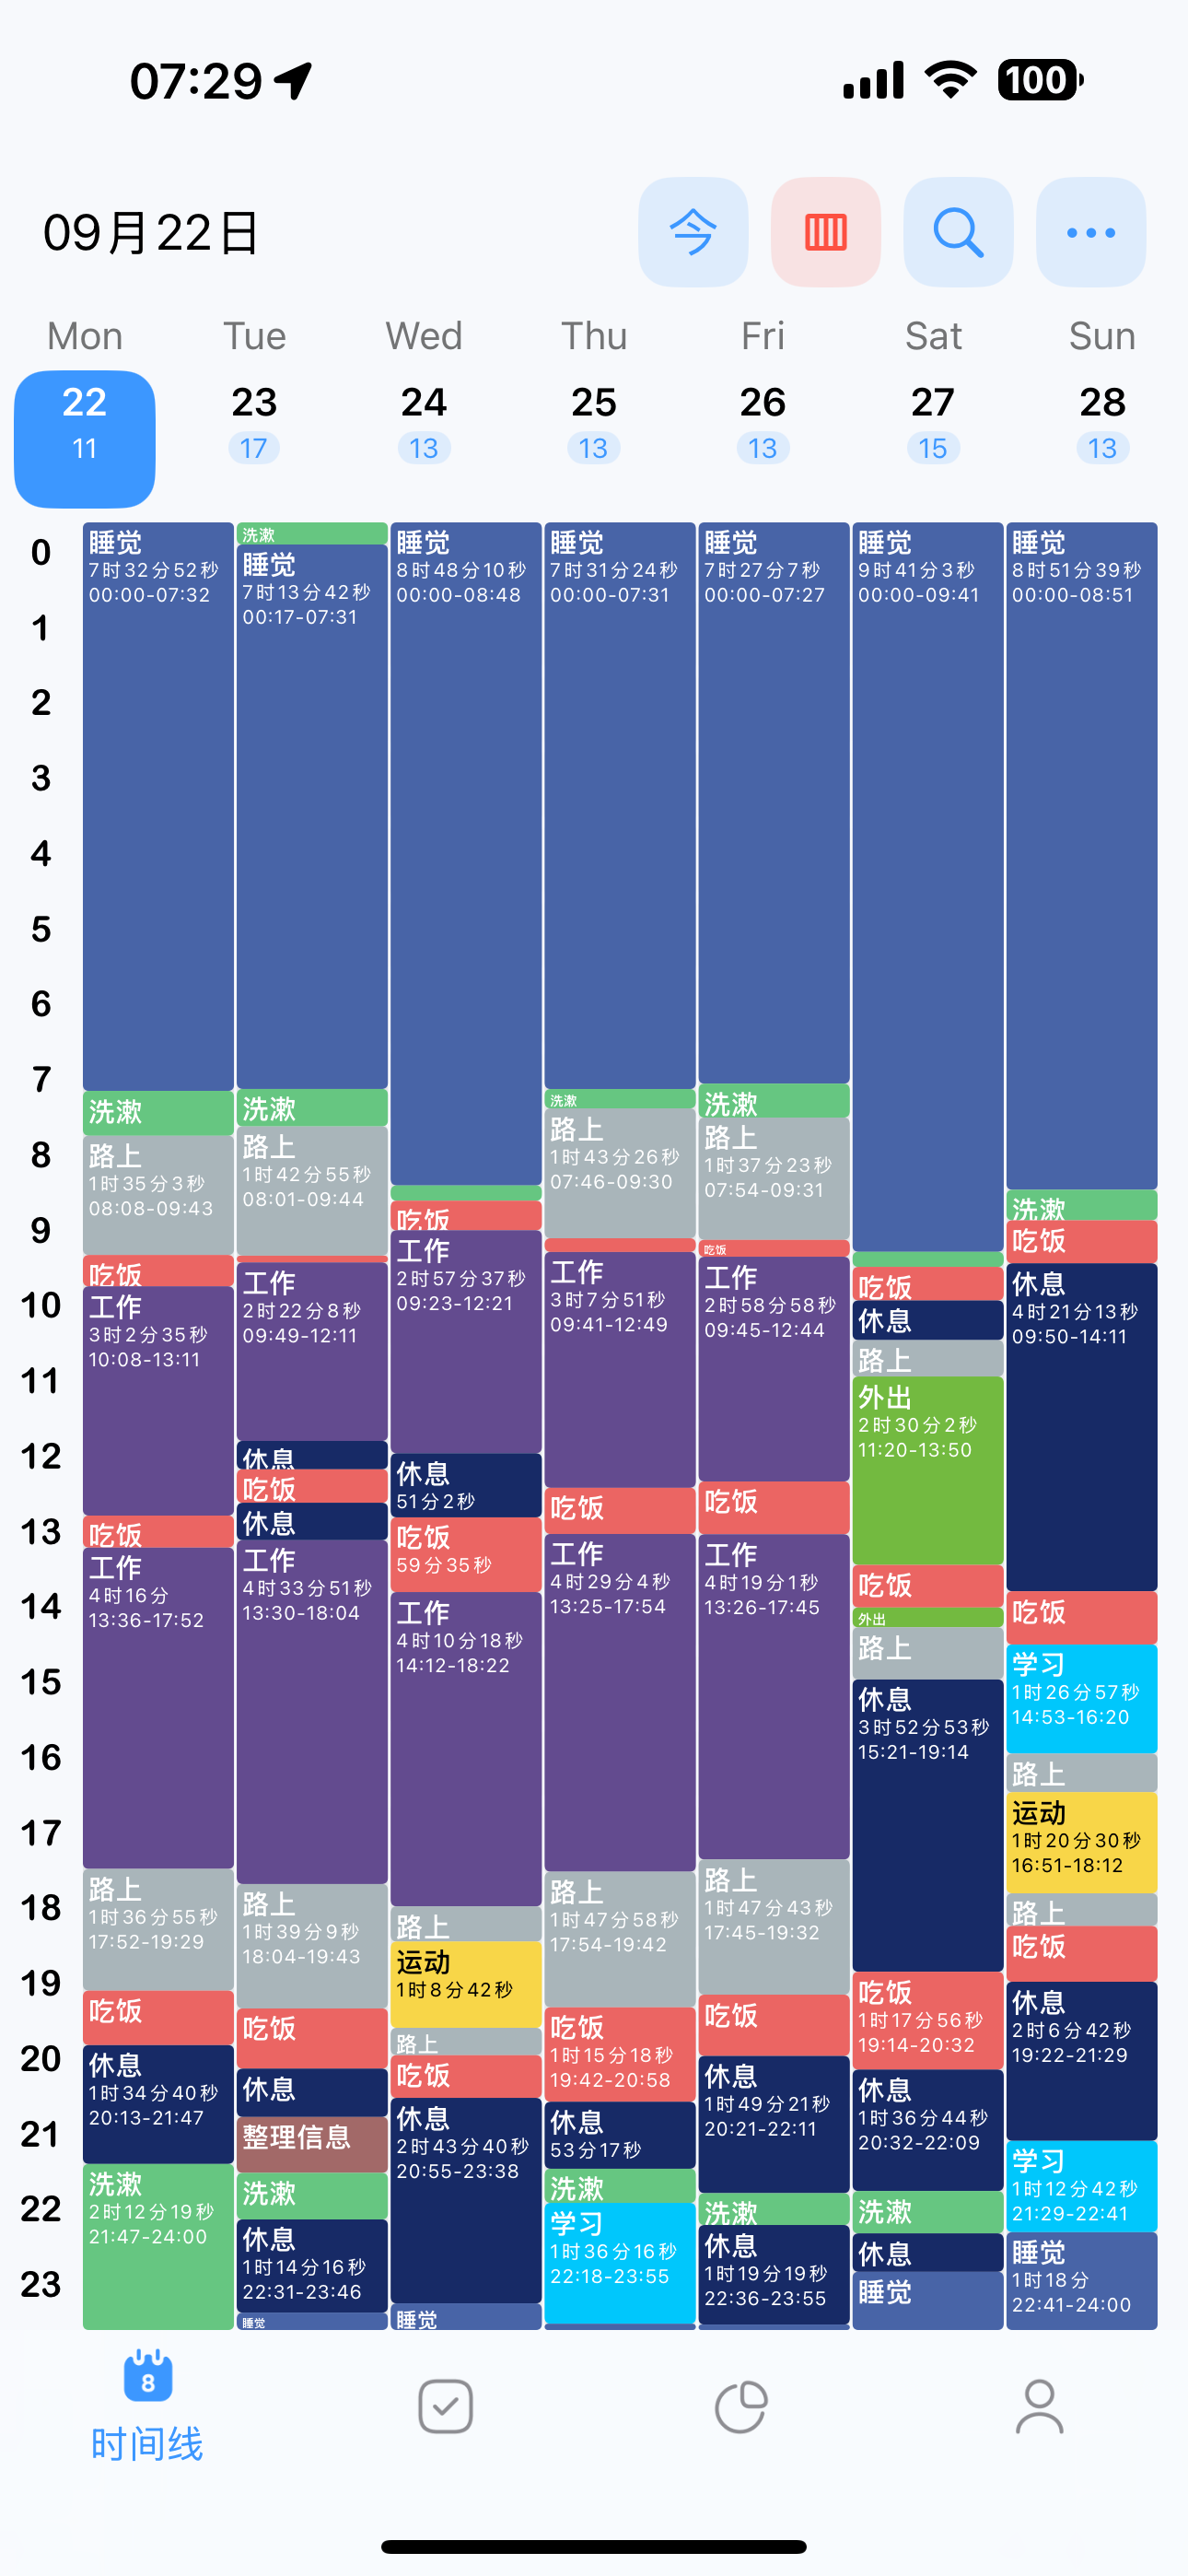 07:29
100
09月22日
今
Mon Tue Wed Thu Fri Sat Sun
22 23 24 25 26 27 28
11 17 13 13 13 15 13
0
1
2
3
4
5
6
7
8
9
10
11
12
13
14
15
16
17
18
19
20
21
22
23
睡觉
7时32分52秒
00:00-07:32
洗漱
路上
1时35分3秒
08:08-09:43
吃饭
工作
3时2分35秒
10:08-13:11
吃饭
工作
4时16分
13:36-17:52
路上
1时36分55秒
17:52-19:29
吃饭
休息
1时34分40秒
20:13-21:47
洗漱
2时12分19秒
21:47-24:00
洗漱
睡觉
7时13分42秒
00:17-07:31
洗漱
路上
1时42分55秒
08:01-09:44
工作
2时22分8秒
09:49-12:11
休息
吃饭
休息
工作
4时33分51秒
13:30-18:04
路上
1时39分9秒
18:04-19:43
吃饭
休息
整理信息
洗漱
休息
1时14分16秒
22:31-23:46
睡觉
睡觉
8时48分10秒
00:00-08:48
吃饭
工作
2时57分37秒
09:23-12:21
休息
51分2秒
吃饭
59分35秒
工作
4时10分18秒
14:12-18:22
路上
运动
1时8分42秒
路上
吃饭
休息
2时43分40秒
20:55-23:38
睡觉
睡觉
7时31分24秒
00:00-07:31
洗漱
路上
1时43分26秒
07:46-09:30
工作
3时7分51秒
09:41-12:49
吃饭
工作
4时29分4秒
13:25-17:54
路上
1时47分58秒
17:54-19:42
吃饭
1时15分18秒
19:42-20:58
休息
53分17秒
洗漱
学习
1时36分16秒
22:18-23:55
睡觉
7时27分7秒
00:00-07:27
洗漱
路上
1时37分23秒
07:54-09:31
吃饭
工作
2时58分58秒
09:45-12:44
吃饭
工作
4时19分1秒
13:26-17:45
路上
1时47分43秒
17:45-19:32
吃饭
休息
1时49分21秒
20:21-22:11
洗漱
休息
1时19分19秒
22:36-23:55
睡觉
9时41分3秒
00:00-09:41
吃饭
休息
路上
外出
2时30分2秒
11:20-13:50
吃饭
外出
路上
休息
3时52分53秒
15:21-19:14
吃饭
1时17分56秒
19:14-20:32
休息
1时36分44秒
20:32-22:09
洗漱
休息
睡觉
睡觉
8时51分39秒
00:00-08:51
洗漱
吃饭
休息
4时21分13秒
09:50-14:11
吃饭
学习
1时26分57秒
14:53-16:20
路上
运动
1时20分30秒
16:51-18:12
路上
吃饭
休息
2时6分42秒
19:22-21:29
学习
1时12分42秒
21:29-22:41
睡觉
1时18分
22:41-24:00
8
时间线